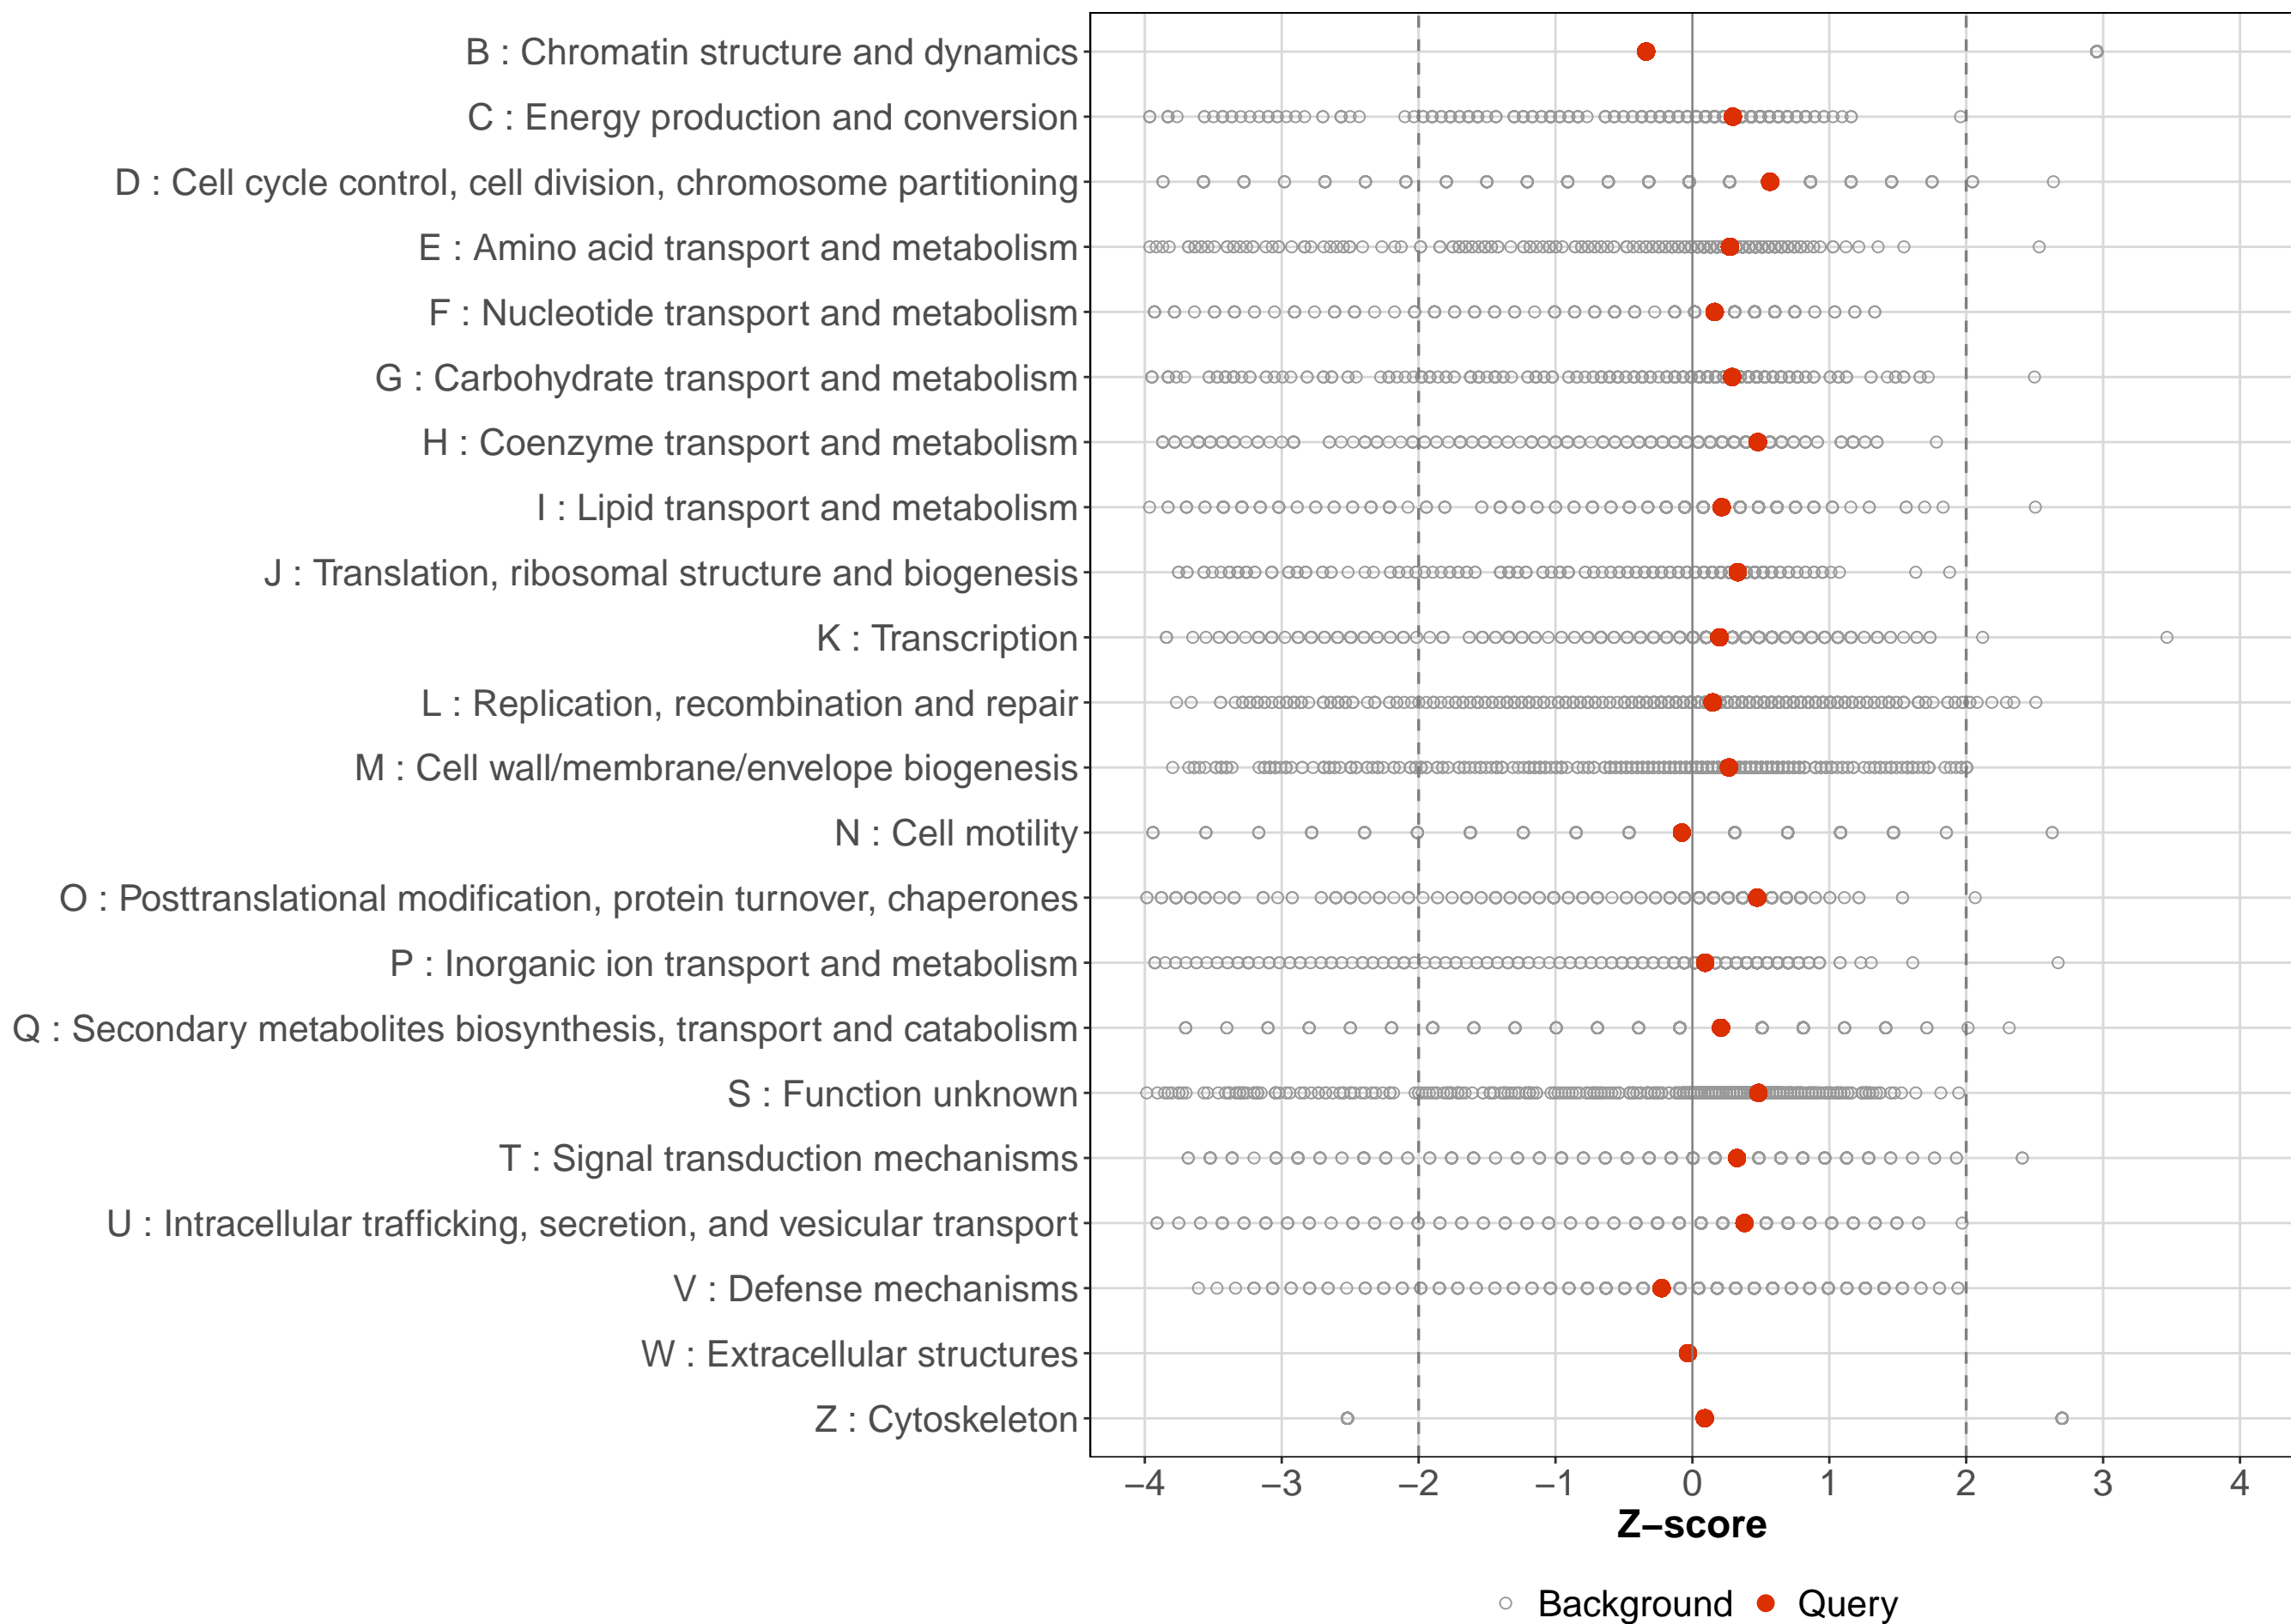 B : Chromatin structure and dynamics
C : Energy production and conversion
D : Cell cycle control, cell division, chromosome partitioning
E : Amino acid transport and metabolism
F : Nucleotide transport and metabolism
G : Carbohydrate transport and metabolism
H : Coenzyme transport and metabolism
I : Lipid transport and metabolism
J : Translation, ribosomal structure and biogenesis
K : Transcription
L : Replication, recombination and repair
M : Cell wall/membrane/envelope biogenesis
N : Cell motility
O : Posttranslational modification, protein turnover, chaperones
P : Inorganic ion transport and metabolism
Q : Secondary metabolites biosynthesis, transport and catabolism
S : Function unknown
T : Signal transduction mechanisms
U : Intracellular trafficking, secretion, and vesicular transport
V : Defense mechanisms
W : Extracellular structures
Z : Cytoskeleton
−4 −3 −2 −1 0 1 2 3 4
Z−score
Background Query